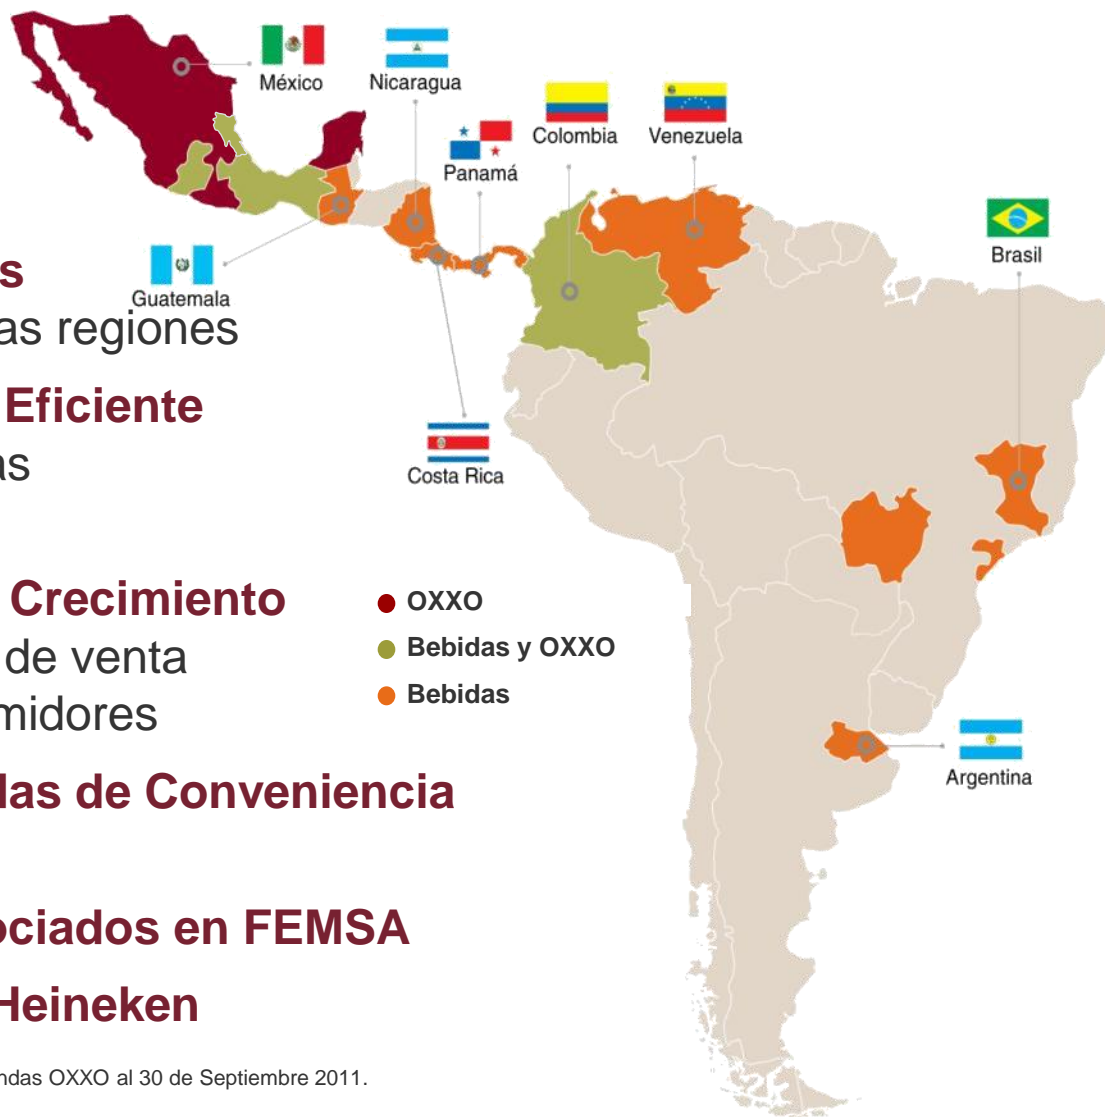 México
Nicaragua
Colombia
Venezuela
Panamá
Brasil
Guatemala
s
as regiones
Eficiente
as
Costa Rica
Crecimiento
de venta
midores
OXXO
Bebidas y OXXO
Bebidas
Argentina
das de Conveniencia
ociados en FEMSA
Heineken
ndas OXXO al 30 de Septiembre 2011.